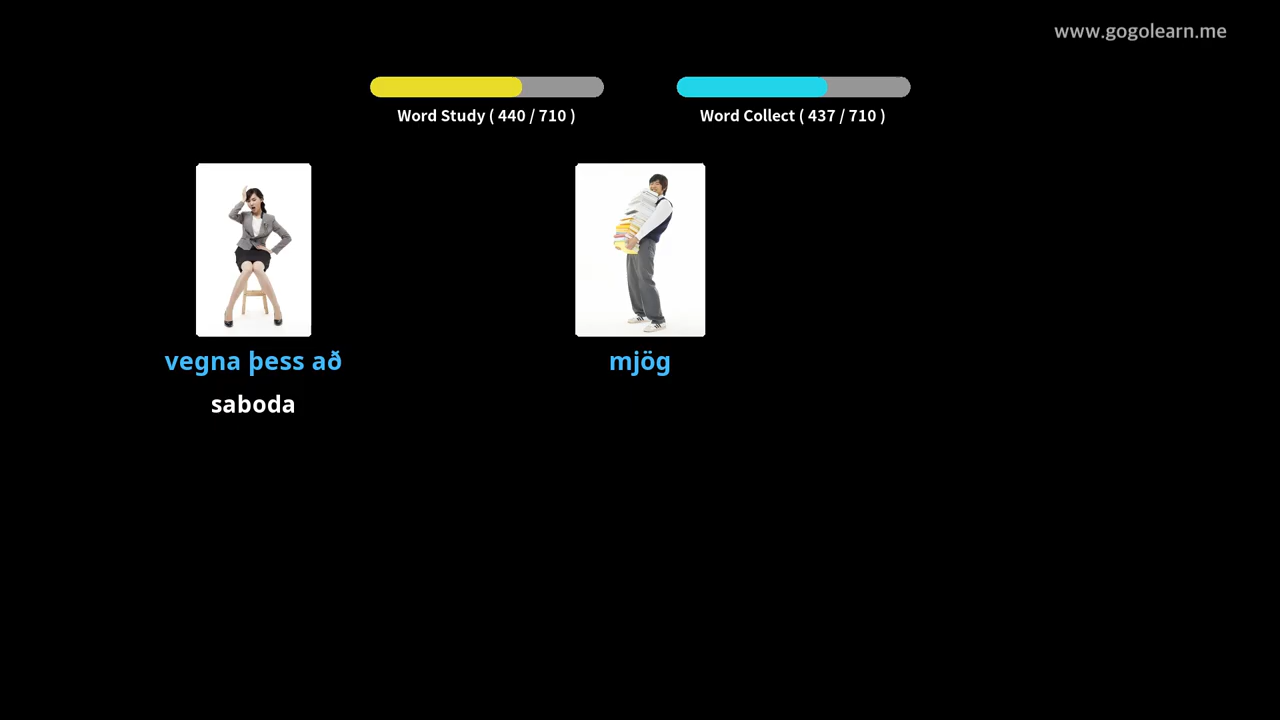 www.gogolearn.me
Word Study ( 440 / 710 )
Word Collect ( 437 / 710 )
vegna þess að
mjög
saboda